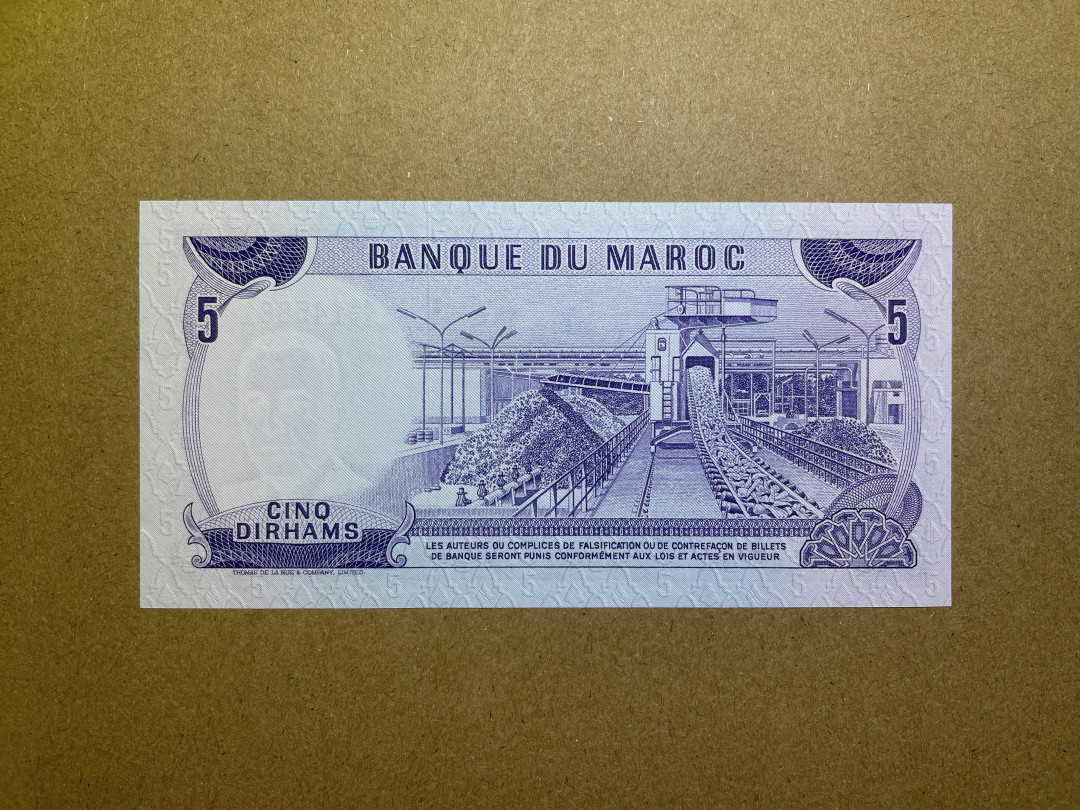 BANQUE DU MAROC
5
5
CINQ
DIRHAMS
LES AUTEURS OU COMPLICES DE FALSIFICATION OU DE CONTREFAÇON DE BILLETS
DE BANQUE SERONT PUNIS CONFORMÉMENT AUX LOIS ET ACTES EN VIGUEUR
THOMAS DE LA RUE & COMPANY, LIMITED.